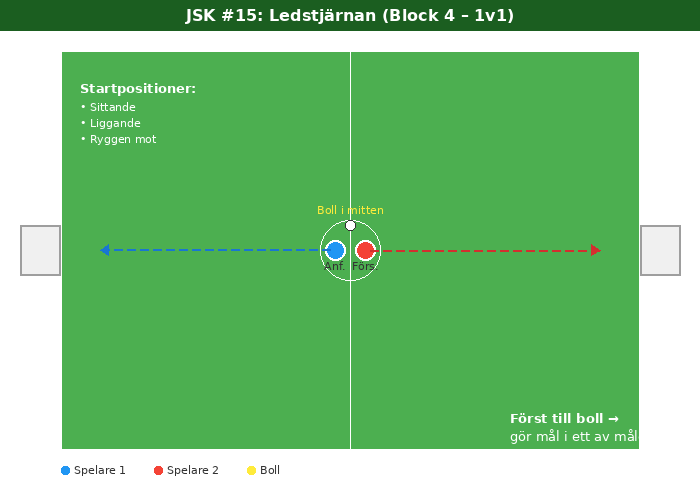 JSK #15: Ledstjärnan (Block 4 – 1v1)
Startpositioner:
• Sittande
• Liggande
• Ryggen mot
Boll i mitten
Anf.
Förs.
Först till boll →
gör mål i ett av mål
Spelare 1
Spelare 2
Boll